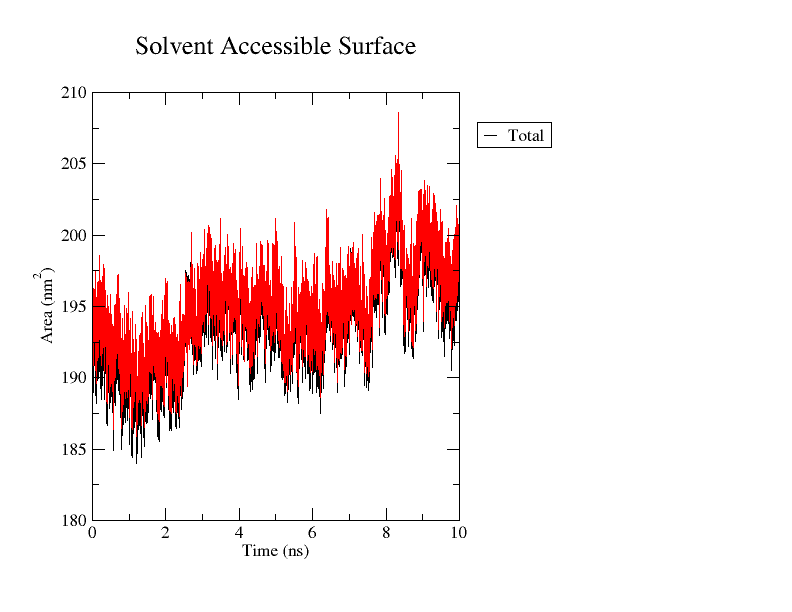 Solvent Accessible Surface
210
Total
205
200
195
Area (nm²)
190
185
180
0 2 4 6 8 10
Time (ns)